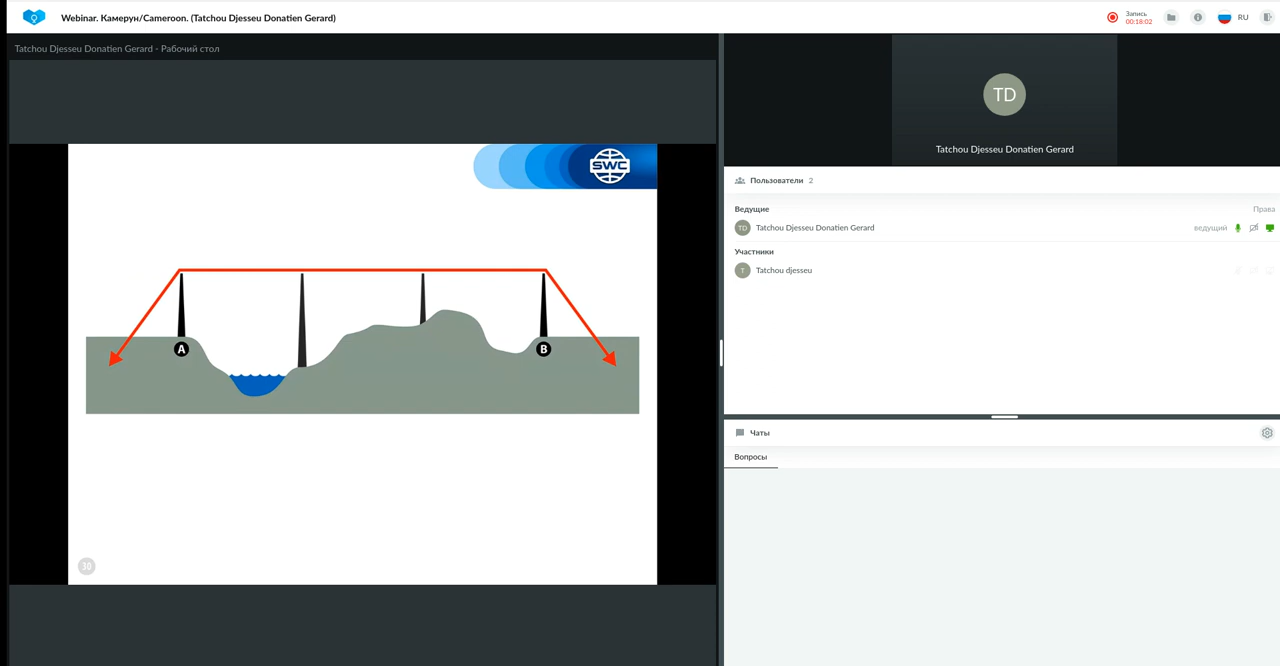 Webinar. Камерун/Cameroon. (Tatchou Djesseu Donatien Gerard)
Запись
00:18:02
RU
Tatchou Djesseu Donatien Gerard - Рабочий стол
SWC
A
B
30
TD
Tatchou Djesseu Donatien Gerard
Пользователи 2
Ведущие Права
TD Tatchou Djesseu Donatien Gerard ведущий
Участники
T Tatchou djesseu
Чаты
Вопросы